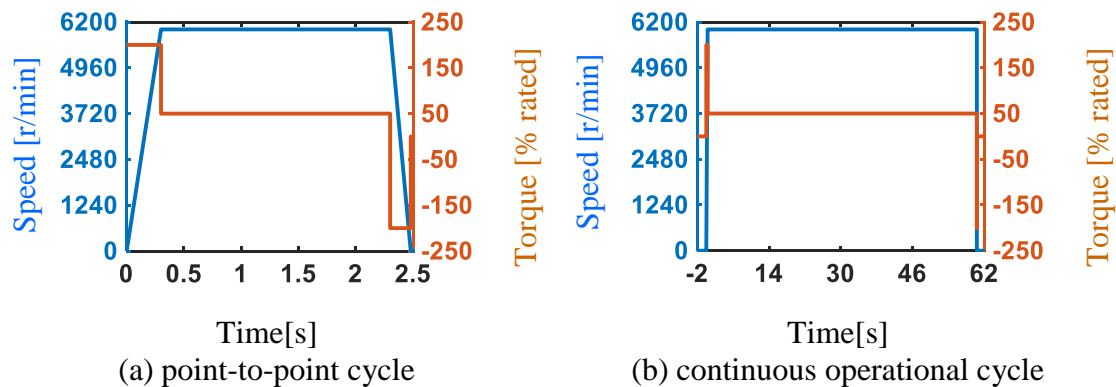 Speed [r/min]
6200
4960
3720
2480
1240
0
0 0.5 1 1.5 2 2.5
250
150
50
-50
-150
-250
Torque [% rated]
Time[s]
(a) point-to-point cycle
Speed [r/min]
6200
4960
3720
2480
1240
0
-2 14 30 46 62
250
150
50
-50
-150
-250
Torque [% rated]
Time[s]
(b) continuous operational cycle